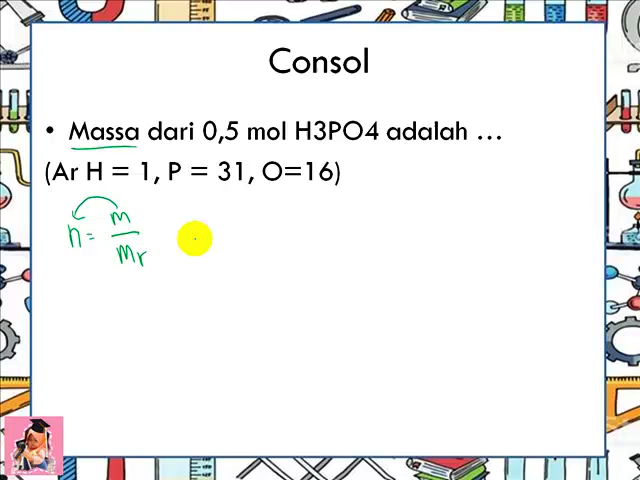 Consol
• Massa dari 0,5 mol H3PO4 adalah ...
(Ar H = 1, P = 31, O=16)
n = m
mr